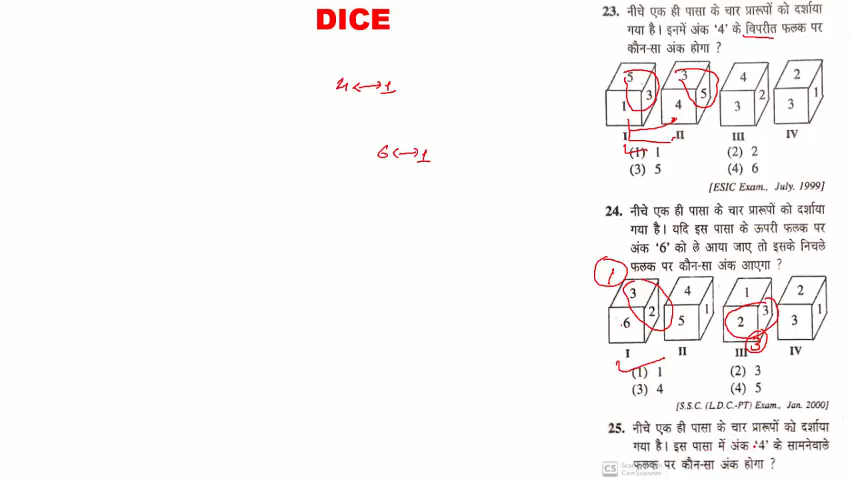 DICE
4 ↔ 1
6 ↔ 1
23. नीचे एक ही पासा के चार प्रारूपों को दर्शाया
गया है। इनमें अंक ‘4’ के विपरीत फलक पर
कौन-सा अंक होगा ?
5 3 1
3 5 4
4 2 3
2 1 3
I II III IV
(1) 1 (2) 2
(3) 5 (4) 6
[ESIC Exam., July, 1999]
24. नीचे एक ही पासा के चार प्रारूपों को दर्शाया
गया है। यदि इस पासा के ऊपरी फलक पर
अंक ‘6’ को ले आया जाए तो इसके निचले
फलक पर कौन-सा अंक आएगा ?
1
3 2 6
4 1 5
1 3 2
2 1 3
3
I II III IV
(1) 1 (2) 3
(3) 4 (4) 5
[S.S.C. (L.D.C.-PT) Exam., Jan. 2000]
25. नीचे एक ही पासा के चार प्रारूपों को दर्शाया
गया है। इस पासा में अंक ‘4’ के सामनेवाले
फलक पर कौन-सा अंक होगा ?
CS
CamScanner